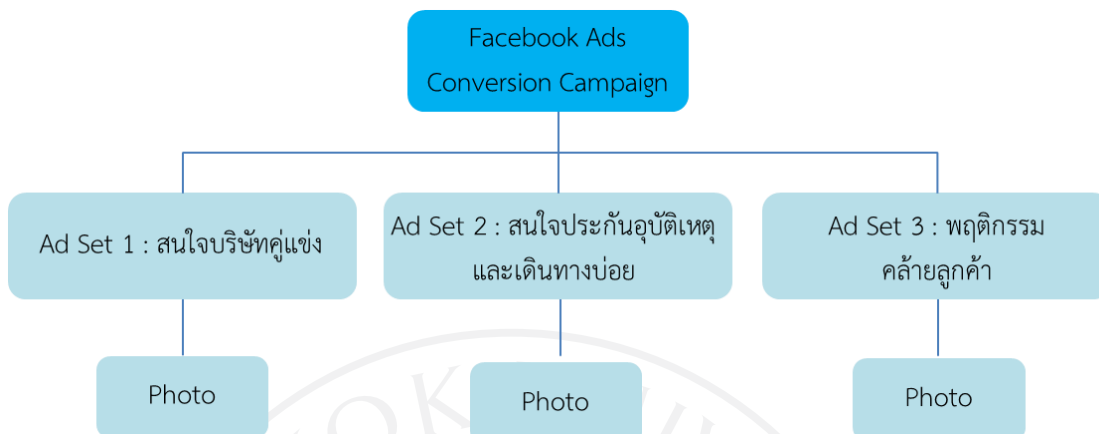 Facebook Ads
Conversion Campaign
Ad Set 1 : สนใจบริษัทคู่แข่ง
Ad Set 2 : สนใจประกันอุบัติเหตุ
และเดินทางบ่อย
Ad Set 3 : พฤติกรรม
คล้ายลูกค้า
Photo
Photo
Photo